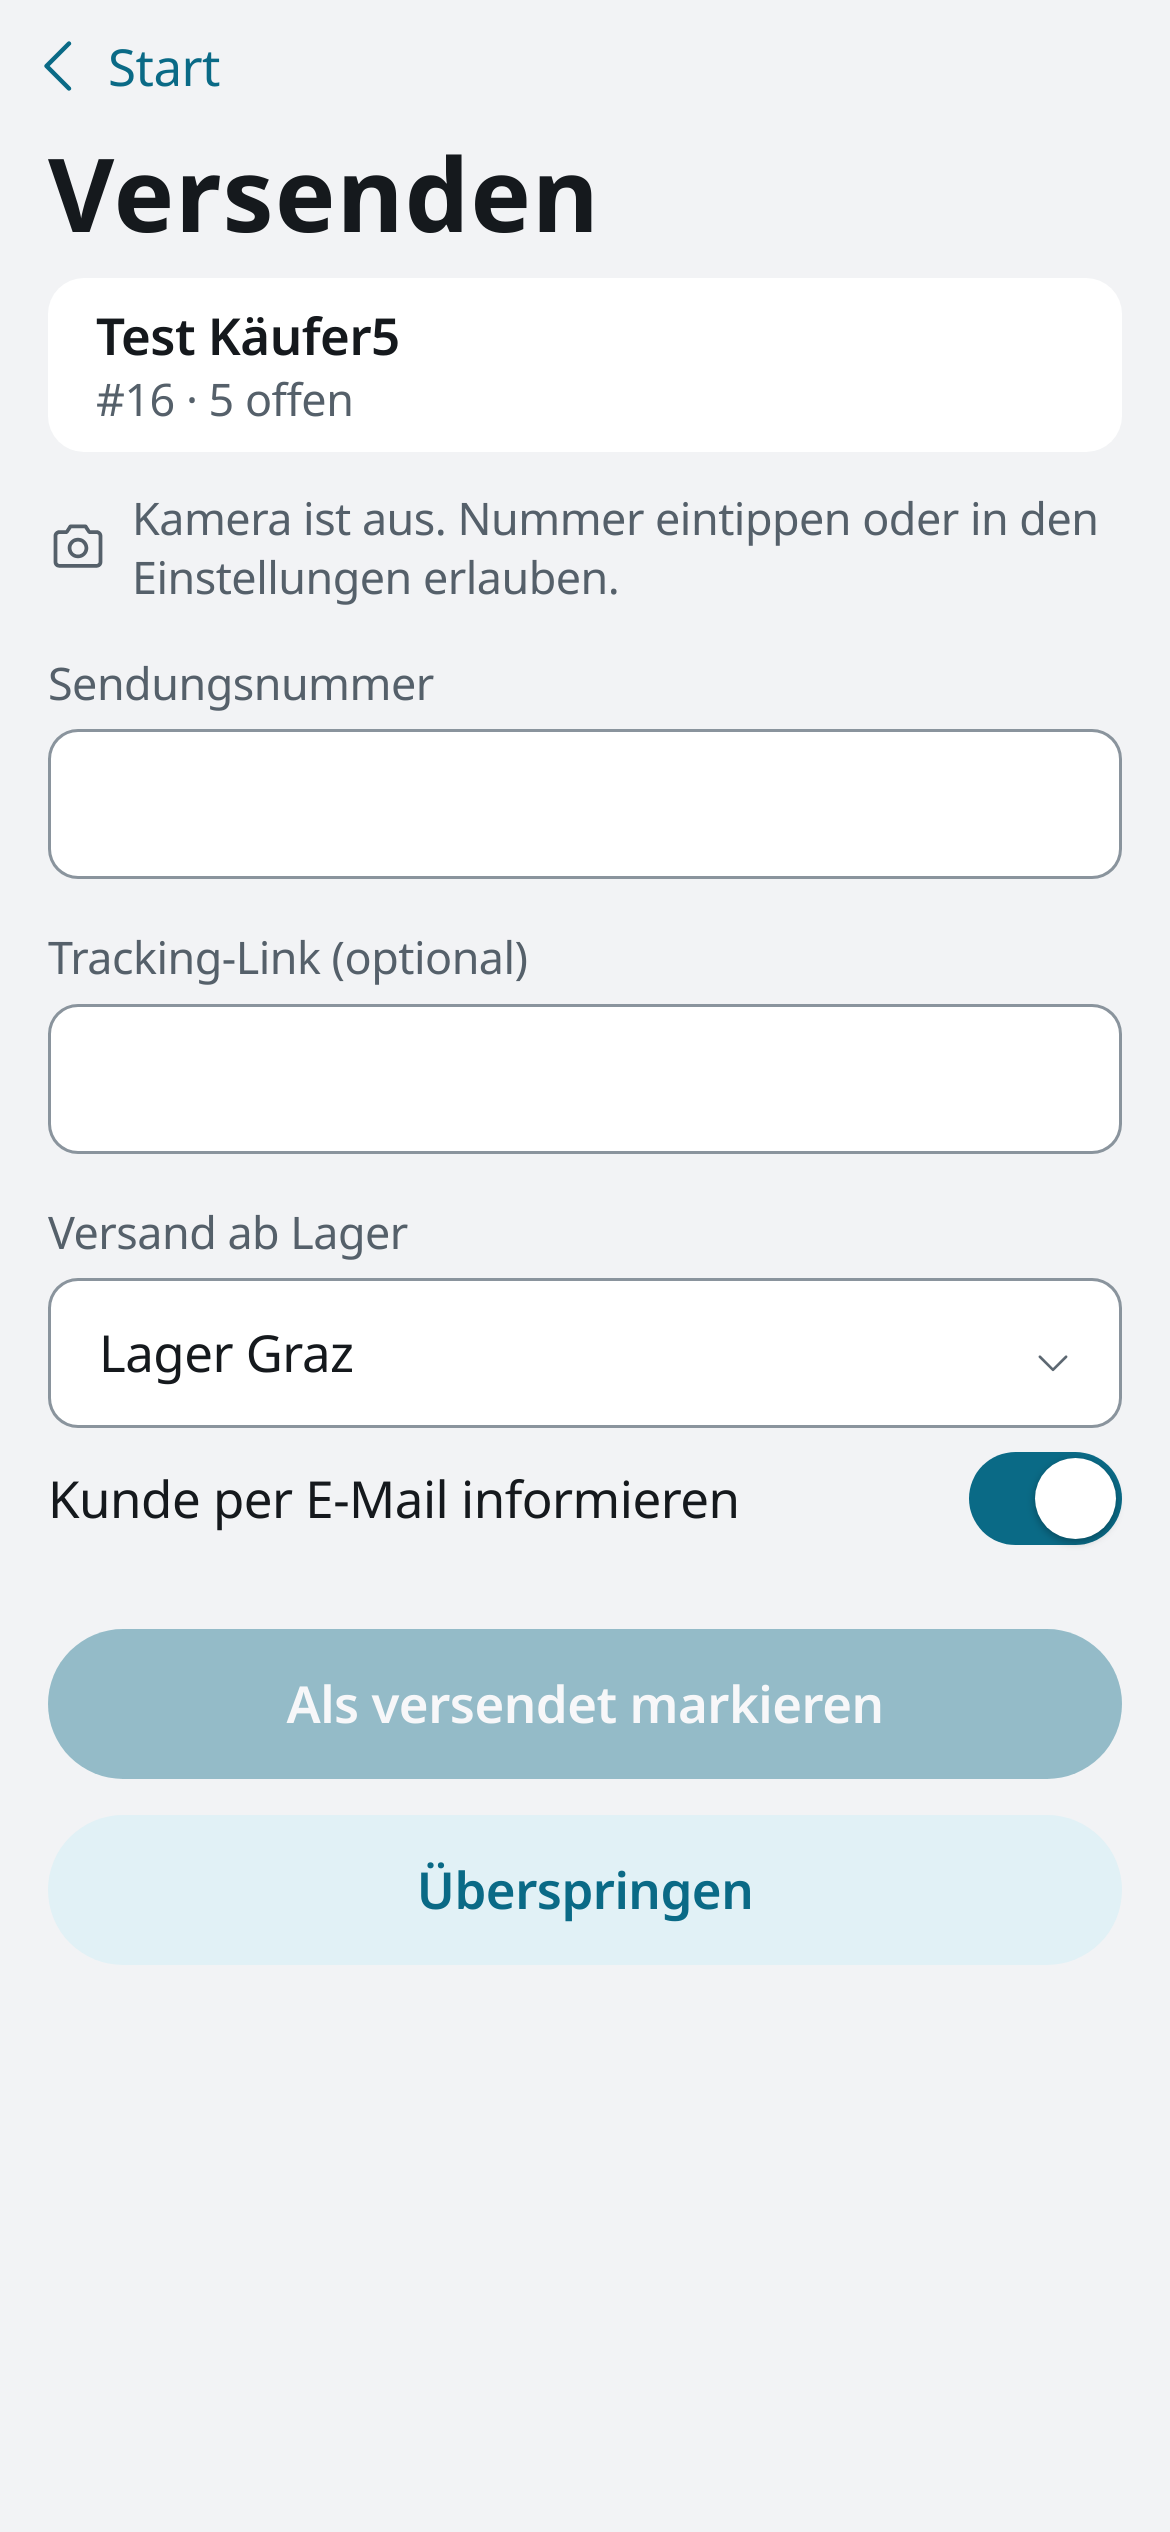 Start
Versenden
Test Käufer5
#16 · 5 offen
Kamera ist aus. Nummer eintippen oder in den
Einstellungen erlauben.
Sendungsnummer
Tracking-Link (optional)
Versand ab Lager
Lager Graz
Kunde per E-Mail informieren
Als versendet markieren
Überspringen